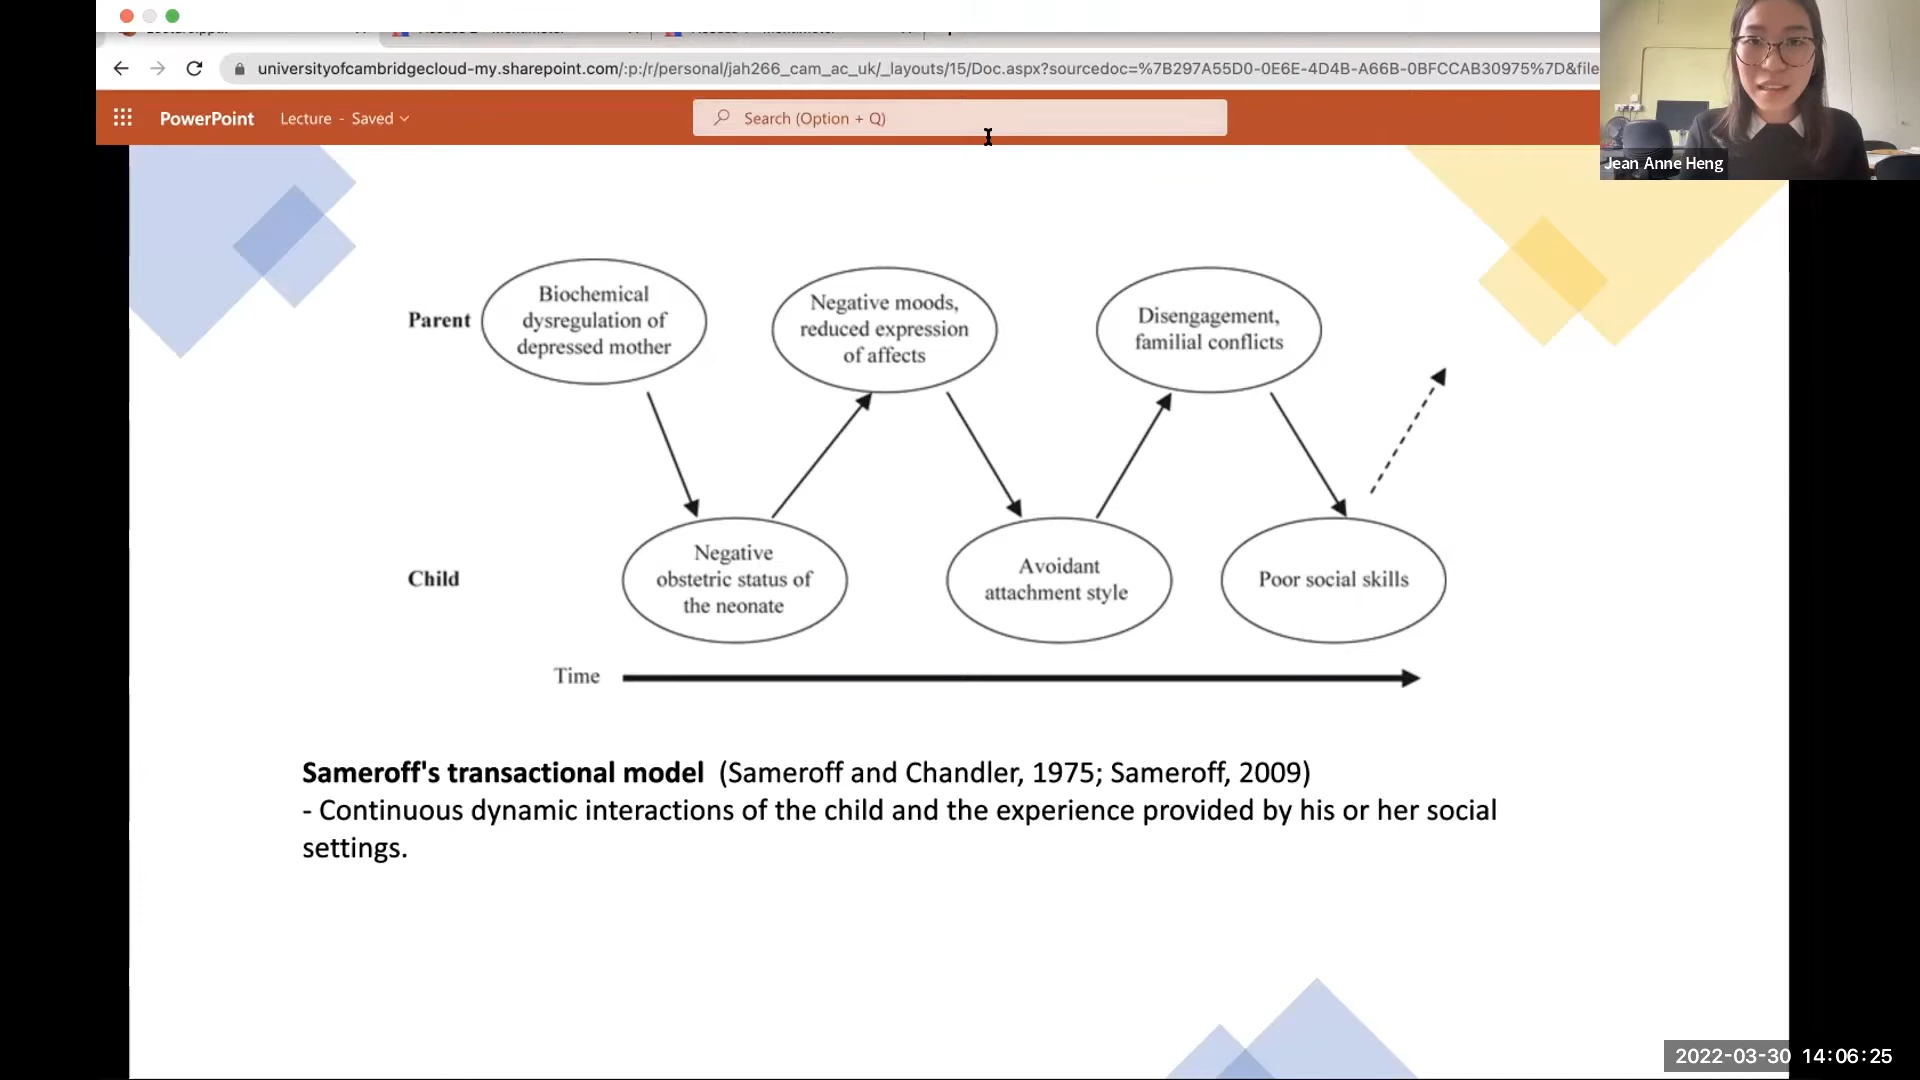 universityofcambridgecloud-my.sharepoint.com/:p:/r/personal/jah266_cam_ac_uk/_layouts/15/Doc.aspx?sourcedoc=%7B297A55D0-0E6E-4D4B-A66B-0BFCCAB30975%7D&file
PowerPoint Lecture - Saved
Search (Option + Q)
Jean Anne Heng
Parent
Biochemical
dysregulation of
depressed mother
Negative moods,
reduced expression
of affects
Disengagement,
familial conflicts
Child
Negative
obstetric status of
the neonate
Avoidant
attachment style
Poor social skills
Time
Sameroff's transactional model (Sameroff and Chandler, 1975; Sameroff, 2009)
- Continuous dynamic interactions of the child and the experience provided by his or her social
settings.
2022-03-30 14:06:25